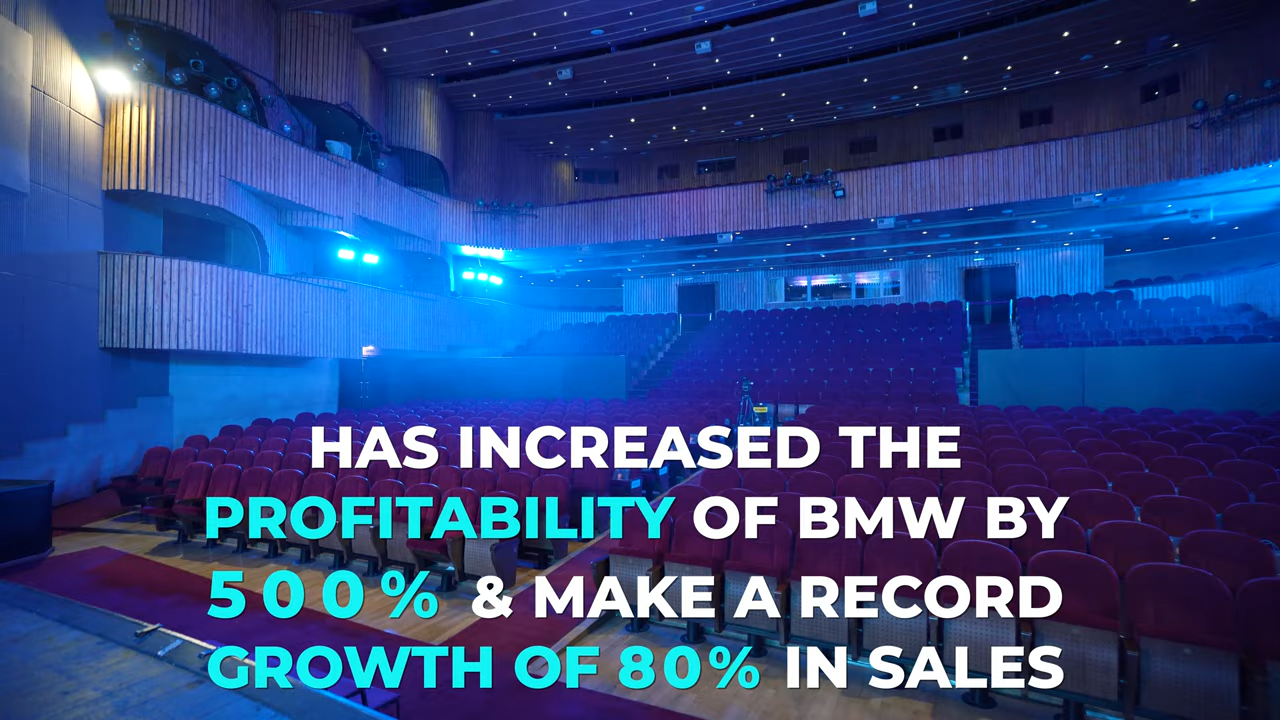 HAS INCREASED THE
PROFITABILITY OF BMW BY
500% & MAKE A RECORD
GROWTH OF 80% IN SALES